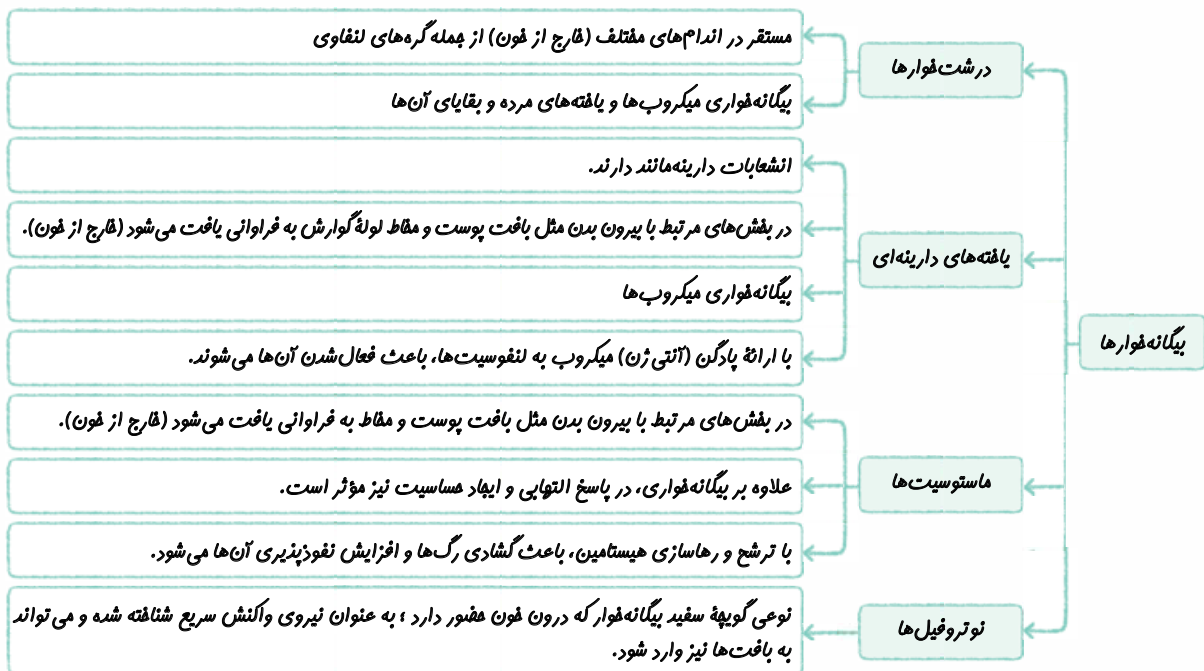 بیگانه‌خوارها
درشت‌خوارها
مستقر در اندام‌های مختلف (خارج از خون) از جمله گره‌های لنفاوی
بیگانه‌خواری میکروب‌ها و یاخته‌های مرده و بقایای آن‌ها
یاخته‌های دارینه‌ای
انشعابات دارینه‌مانند دارند.
در بخش‌های مرتبط با بیرون بدن مثل بافت پوست و مخاط لولهٔ گوارش به فراوانی یافت می‌شود (خارج از خون).
بیگانه‌خواری میکروب‌ها
با ارائهٔ پادگن (آنتی‌ژن) میکروب به لنفوسیت‌ها، باعث فعال‌شدن آن‌ها می‌شوند.
ماستوسیت‌ها
در بخش‌های مرتبط با بیرون بدن مثل بافت پوست و مخاط به فراوانی یافت می‌شود (خارج از خون).
علاوه بر بیگانه‌خواری، در پاسخ التهابی و ایجاد حساسیت نیز مؤثر است.
با ترشح و رهاسازی هیستامین، باعث گشادی رگ‌ها و افزایش نفوذپذیری آن‌ها می‌شود.
نوتروفیل‌ها
نوعی گویچهٔ سفید بیگانه‌خوار که درون خون حضور دارد ؛ به عنوان نیروی واکنش سریع شناخته شده و می‌تواند
به بافت‌ها نیز وارد شود.